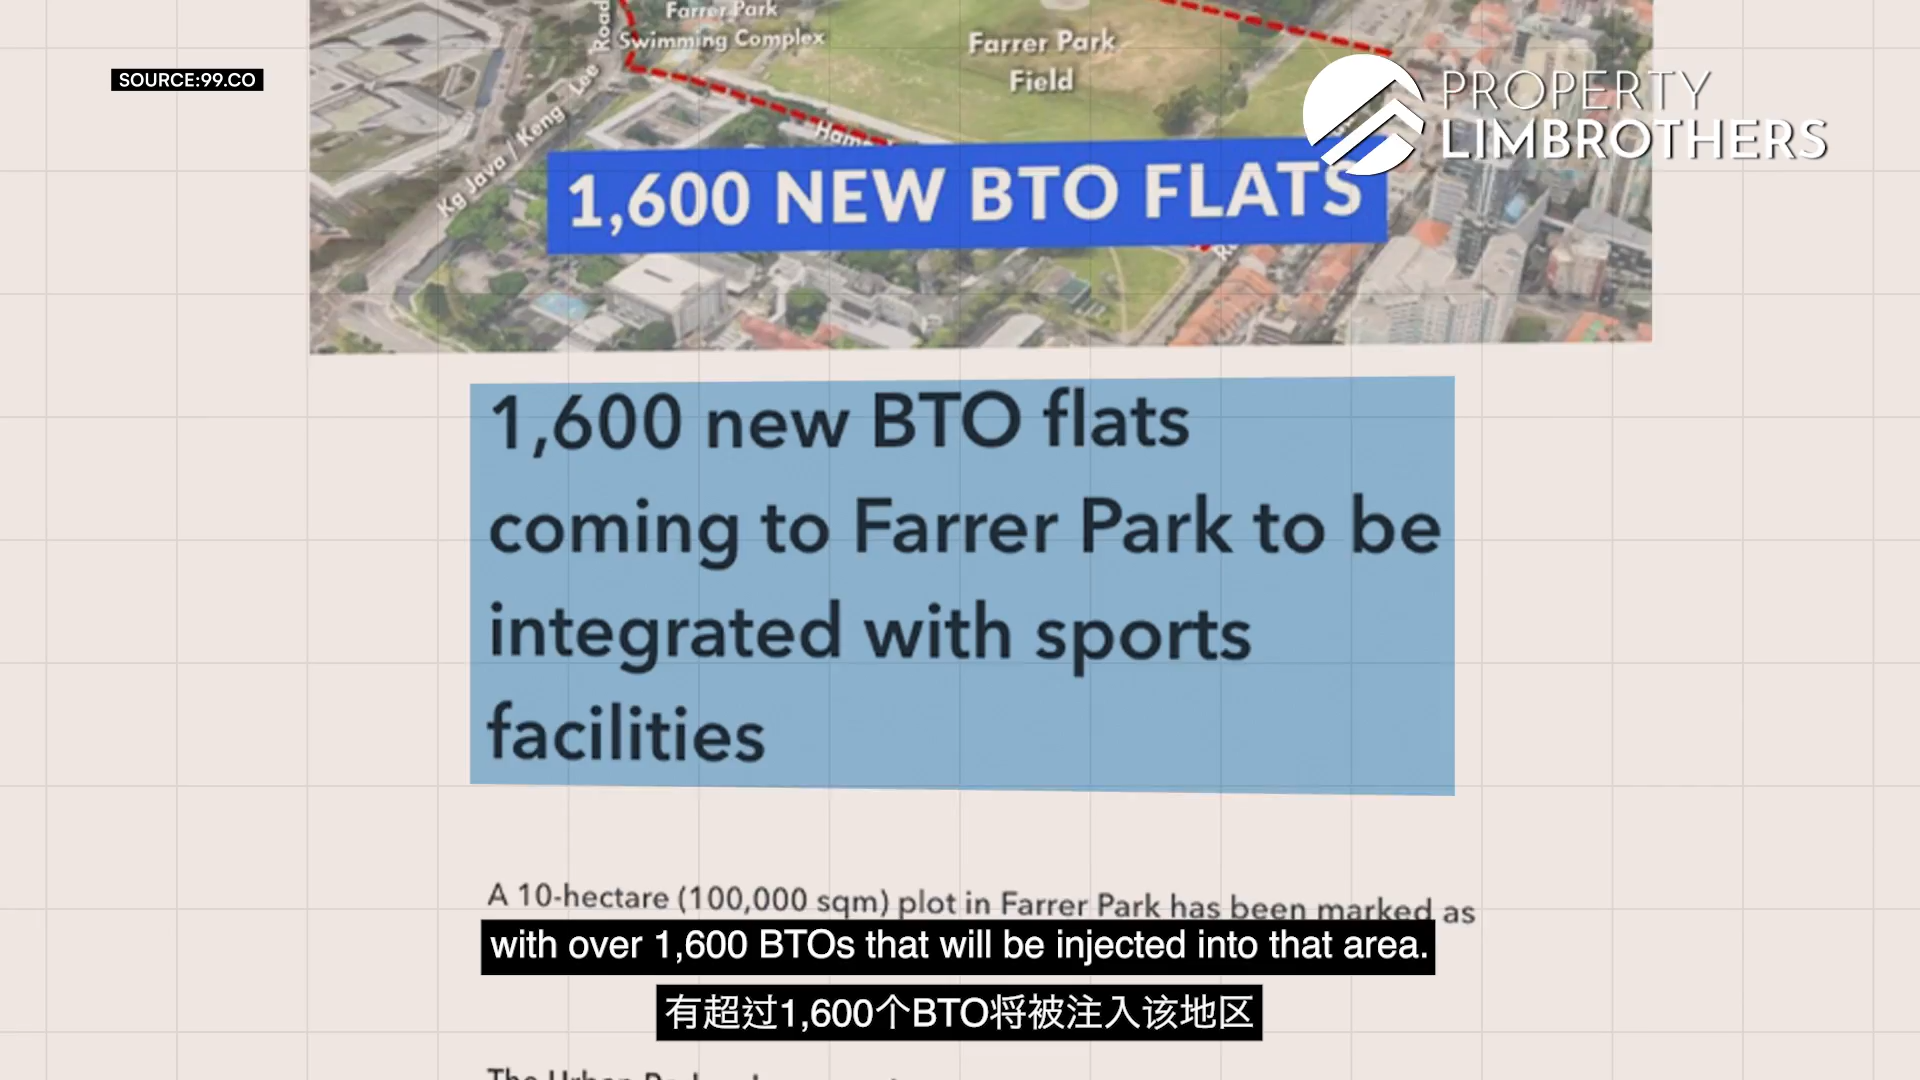 Farrer Park
Swimming Complex
Road
Farrer Park
Field
SOURCE:99.CO
PROPERTY
LIMBROTHERS
Kg Java / Keng Lee
1,600 NEW BTO FLATS
1,600 new BTO flats
coming to Farrer Park to be
integrated with sports
facilities
A 10-hectare (100,000 sqm) plot in Farrer Park has been marked as
with over 1,600 BTOs that will be injected into that area.
有超过1,600个BTO将被注入该地区